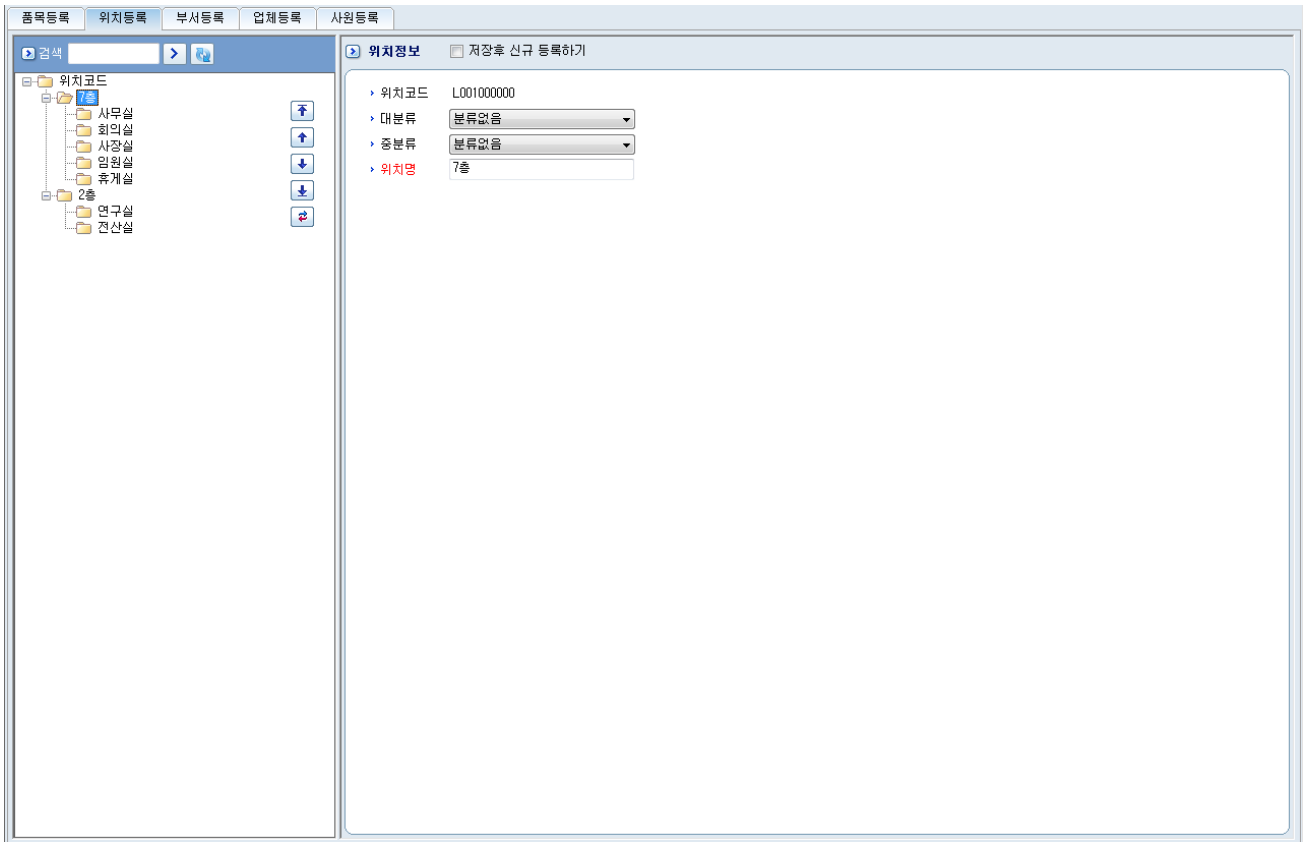 품목등록 위치등록 부서등록 업체등록 사원등록
검색
위치코드
7층
사무실
회의실
사장실
임원실
휴게실
2층
연구실
전산실
위치정보 저장후 신규 등록하기
위치코드 L001000000
대분류 분류없음
중분류 분류없음
위치명 7층